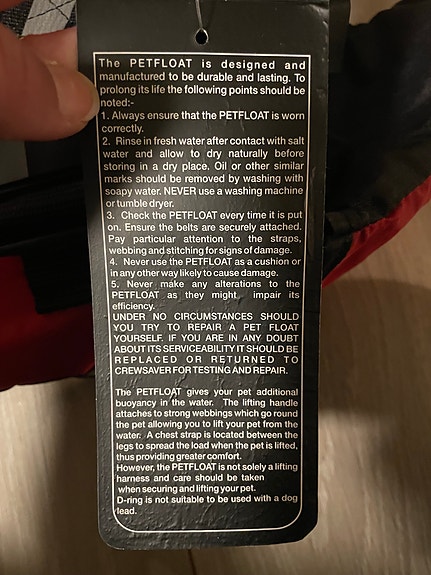 The PETFLOAT is designed and
manufactured to be durable and lasting. To
prolong its life the following points should be
noted:-
1. Always ensure that the PETFLOAT is worn
correctly.
2. Rinse in fresh water after contact with salt
water and allow to dry naturally before
storing in a dry place. Oil or other similar
marks should be removed by washing with
soapy water. NEVER use a washing machine
or tumble dryer.
3. Check the PETFLOAT every time it is put
on. Ensure the belts are securely attached.
Pay particular attention to the straps,
webbing and stitching for signs of damage.
4. Never use the PETFLOAT as a cushion or
in any other way likely to cause damage.
5. Never make any alterations to the
PETFLOAT as they might impair its
efficiency.
UNDER NO CIRCUMSTANCES SHOULD
YOU TRY TO REPAIR A PET FLOAT
YOURSELF. IF YOU ARE IN ANY DOUBT
ABOUT ITS SERVICEABILITY IT SHOULD BE
REPLACED OR RETURNED TO
CREWSAVER FOR TESTING AND REPAIR.
The PETFLOAT gives your pet additional
buoyancy in the water. The lifting handle
attaches to strong webbings which go round
the pet allowing you to lift your pet from the
water. A chest strap is located between the
legs to spread the load when the pet is lifted,
thus providing greater comfort.
However, the PETFLOAT is not solely a lifting
harness and care should be taken
when securing and lifting your pet.
D-ring is not suitable to be used with a dog
lead.